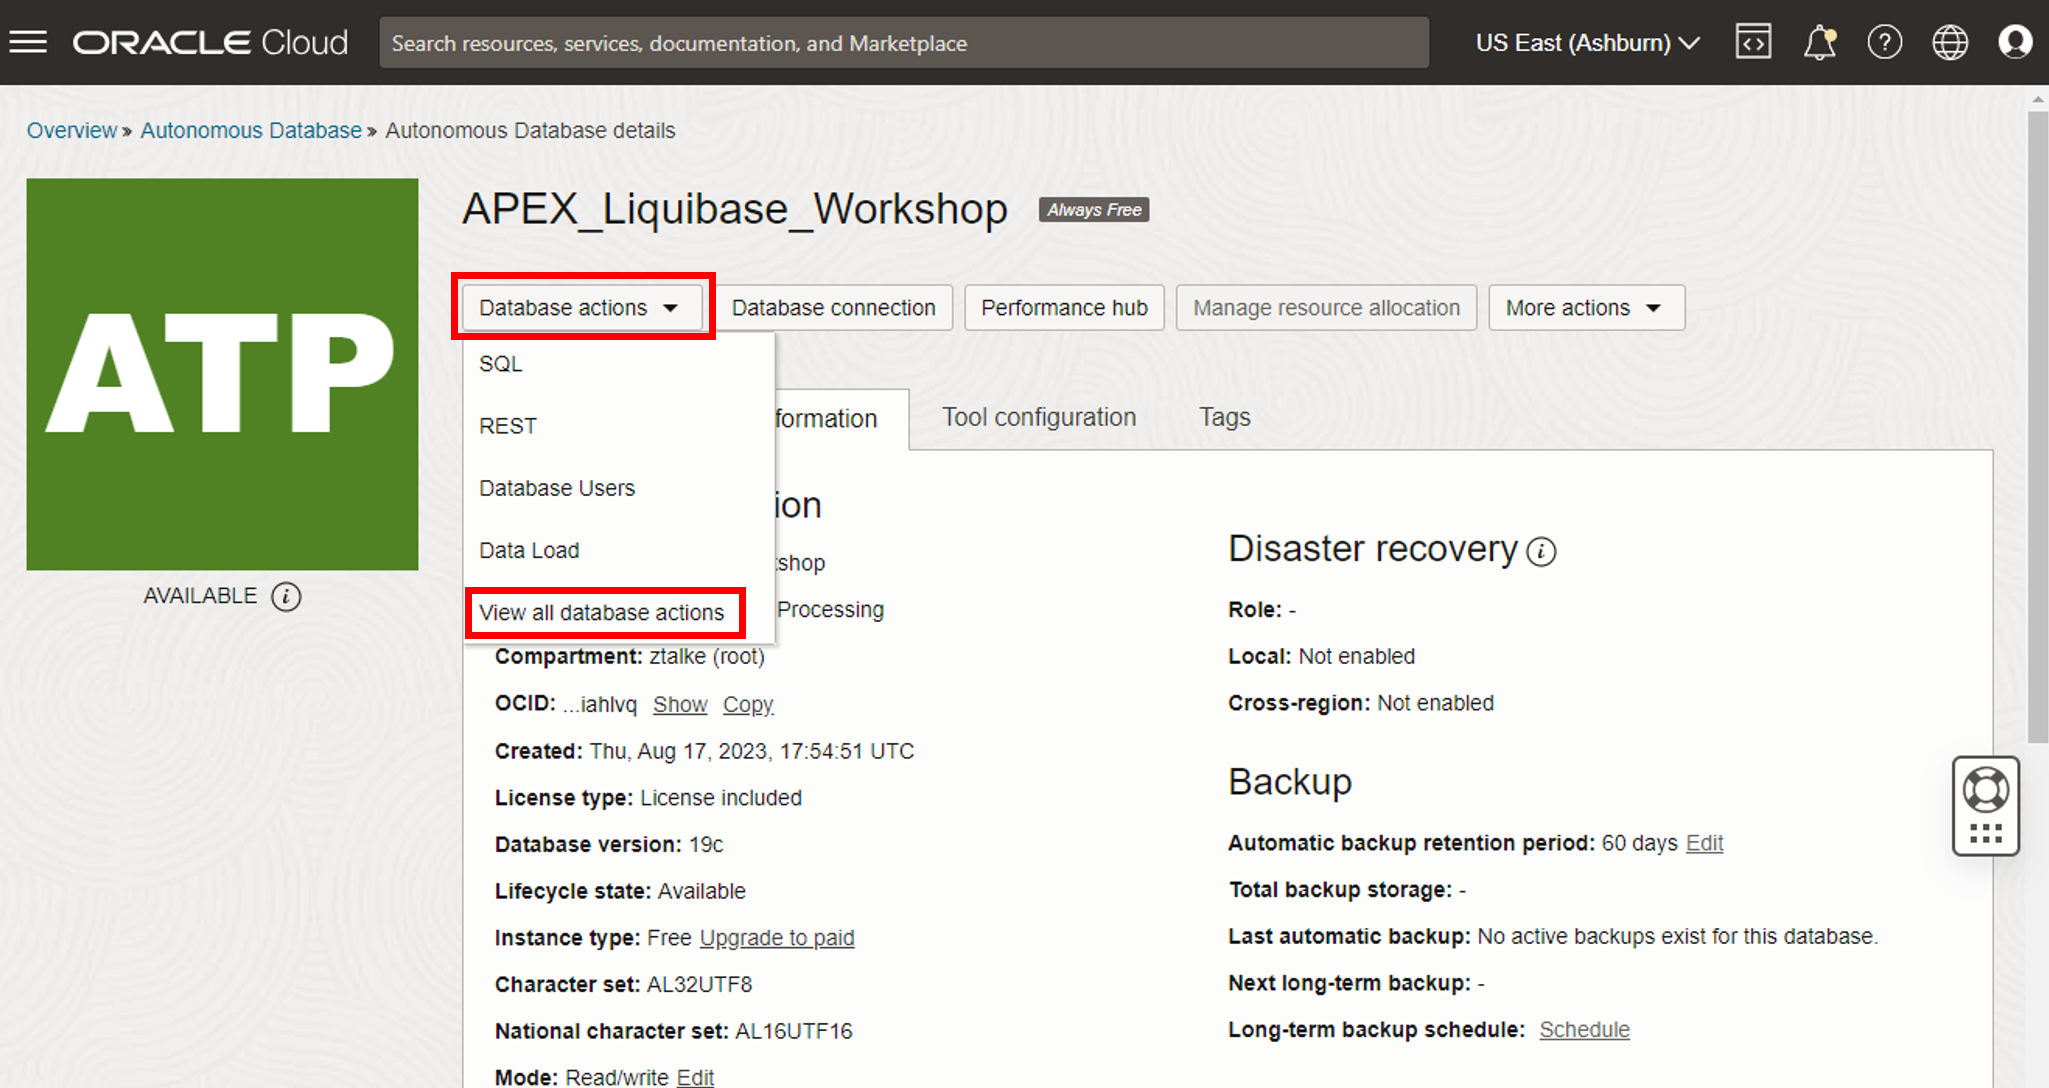 ORACLE Cloud
Search resources, services, documentation, and Marketplace
US East (Ashburn)
Overview » Autonomous Database » Autonomous Database details
ATP
AVAILABLE
APEX_Liquibase_Workshop Always Free
Database actions
Database connection
Performance hub
Manage resource allocation
More actions
SQL
REST
Database Users
Data Load
View all database actions
formation
Tool configuration
Tags
ion
shop
Processing
Compartment: ztalke (root)
OCID: ...iahlvq Show Copy
Created: Thu, Aug 17, 2023, 17:54:51 UTC
License type: License included
Database version: 19c
Lifecycle state: Available
Instance type: Free Upgrade to paid
Character set: AL32UTF8
National character set: AL16UTF16
Mode: Read/write Edit
Disaster recovery
Role: -
Local: Not enabled
Cross-region: Not enabled
Backup
Automatic backup retention period: 60 days Edit
Total backup storage: -
Last automatic backup: No active backups exist for this database.
Next long-term backup: -
Long-term backup schedule: Schedule